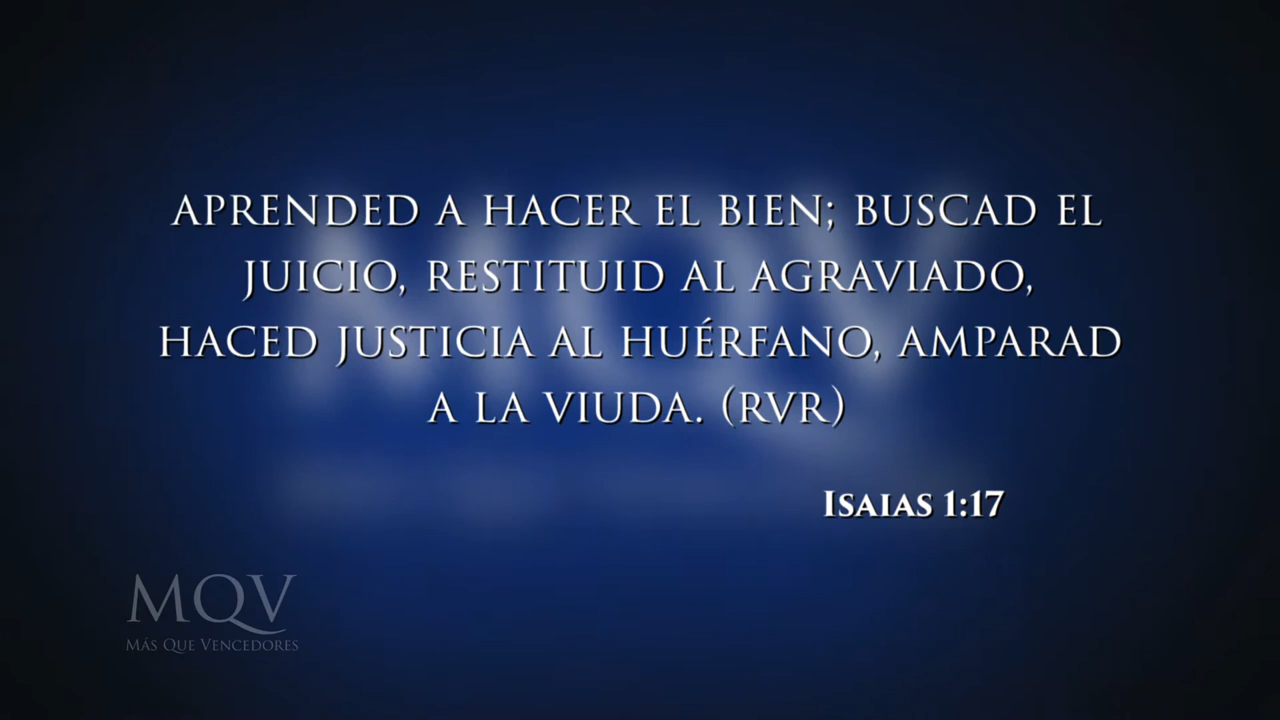 APRENDED A HACER EL BIEN; BUSCAD EL
JUICIO, RESTITUID AL AGRAVIADO,
HACED JUSTICIA AL HUÉRFANO, AMPARAD
A LA VIUDA. (RVR)
ISAIAS 1:17
MQV
MÁS QUE VENCEDORES